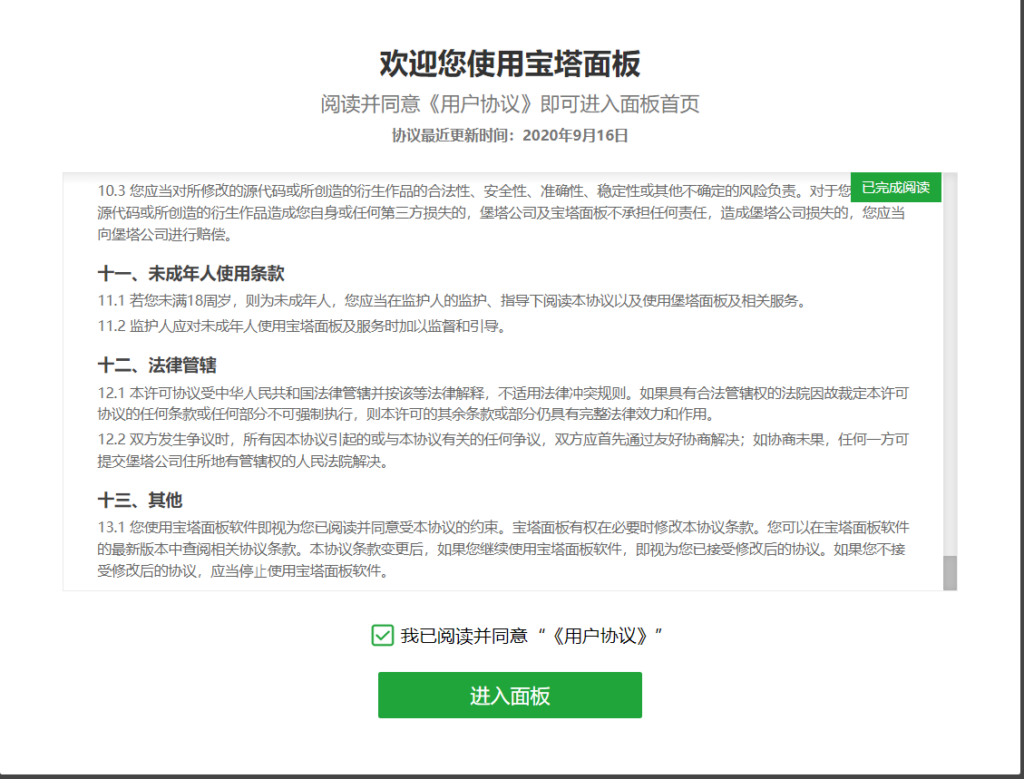 欢迎您使用宝塔面板
阅读并同意《用户协议》即可进入面板首页
协议最近更新时间：2020年9月16日
已完成阅读
10.3 您应当对所修改的源代码或所创造的衍生作品的合法性、安全性、准确性、稳定性或其他不确定的风险负责。对于您
源代码或所创造的衍生作品造成您自身或任何第三方损失的，堡塔公司及宝塔面板不承担任何责任，造成堡塔公司损失的，您应当
向堡塔公司进行赔偿。
十一、未成年人使用条款
11.1 若您未满18周岁，则为未成年人，您应当在监护人的监护、指导下阅读本协议以及使用堡塔面板及相关服务。
11.2 监护人应对未成年人使用宝塔面板及服务时加以监督和引导。
十二、法律管辖
12.1 本许可协议受中华人民共和国法律管辖并按该等法律解释，不适用法律冲突规则。如果具有合法管辖权的法院因故裁定本许可
协议的任何条款或任何部分不可强制执行，则本许可的其余条款或部分仍具有完整法律效力和作用。
12.2 双方发生争议时，所有因本协议引起的或与本协议有关的任何争议，双方应首先通过友好协商解决；如协商未果，任何一方可
提交堡塔公司住所地有管辖权的人民法院解决。
十三、其他
13.1 您使用宝塔面板软件即视为您已阅读并同意受本协议的约束。宝塔面板有权在必要时修改本协议条款。您可以在宝塔面板软件
的最新版本中查阅相关协议条款。本协议条款变更后，如果您继续使用宝塔面板软件，即视为您已接受修改后的协议。如果您不接
受修改后的协议，应当停止使用宝塔面板软件。
我已阅读并同意“《用户协议》”
进入面板